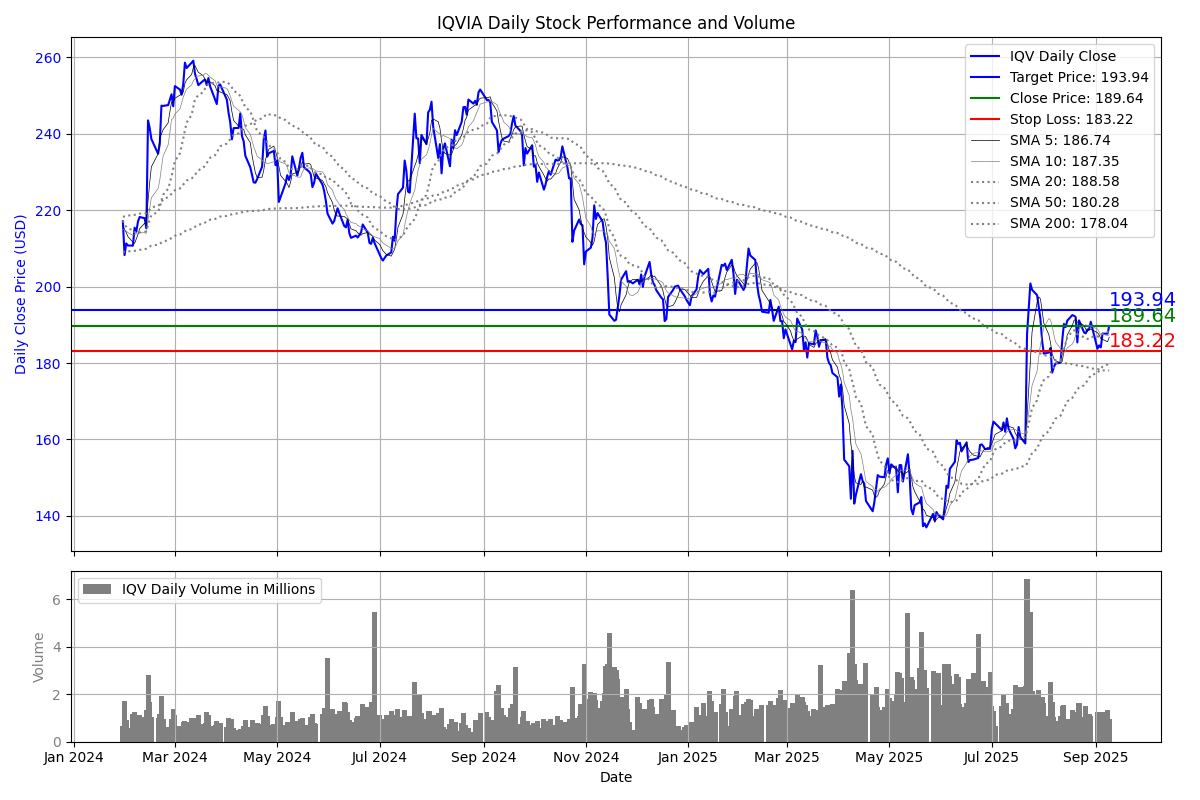 IQVIA Daily Stock Performance and Volume
Daily Close Price (USD)
260
240
220
200
180
160
140
IQV Daily Close
Target Price: 193.94
Close Price: 189.64
Stop Loss: 183.22
SMA 5: 186.74
SMA 10: 187.35
SMA 20: 188.58
SMA 50: 180.28
SMA 200: 178.04
193.94
189.64
183.22
IQV Daily Volume in Millions
Volume
6
4
2
0
Jan 2024
Mar 2024
May 2024
Jul 2024
Sep 2024
Nov 2024
Jan 2025
Mar 2025
May 2025
Jul 2025
Sep 2025
Date